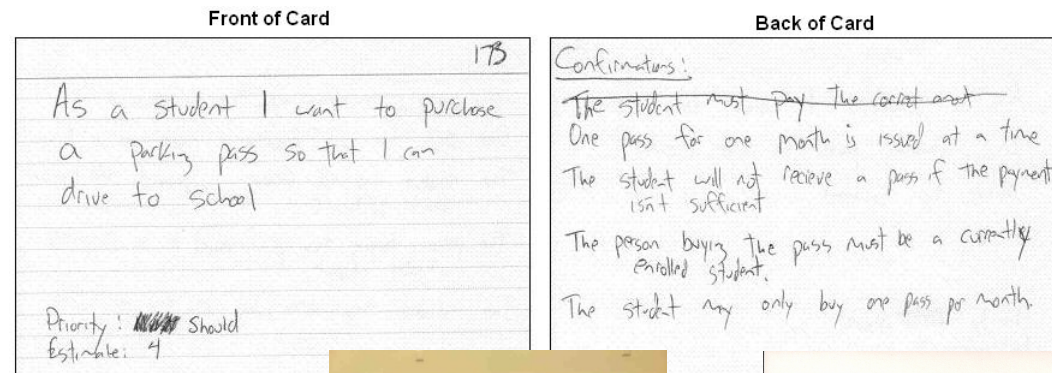 Front of Card
173
As a student I want to purchase
a parking pass so that I can
drive to school
Priority: Should
Estimate: 4
Back of Card
Confirmations:
The student must pay the corret amot
One pass for one month is issued at a time
The student will not recieve a pass if the payment
isn't sufficient
The person buying the pass must be a currently
enrolled student.
The student may only buy one pass per month.